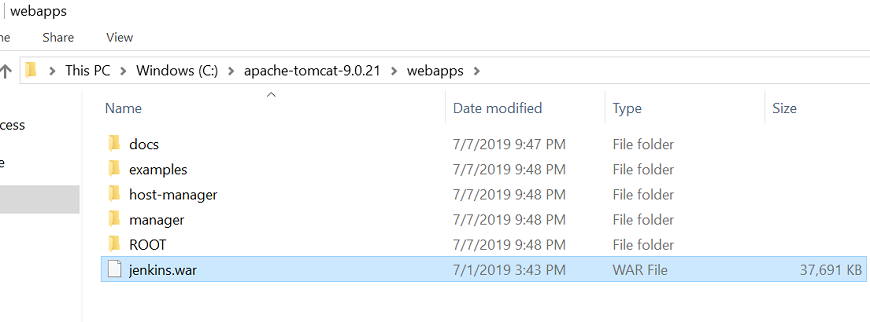 webapps
Share View
This PC Windows (C:) apache-tomcat-9.0.21 webapps
Name Date modified Type Size
docs 7/7/2019 9:47 PM File folder
examples 7/7/2019 9:48 PM File folder
host-manager 7/7/2019 9:48 PM File folder
manager 7/7/2019 9:48 PM File folder
ROOT 7/7/2019 9:48 PM File folder
jenkins.war 7/1/2019 3:43 PM WAR File 37,691 KB